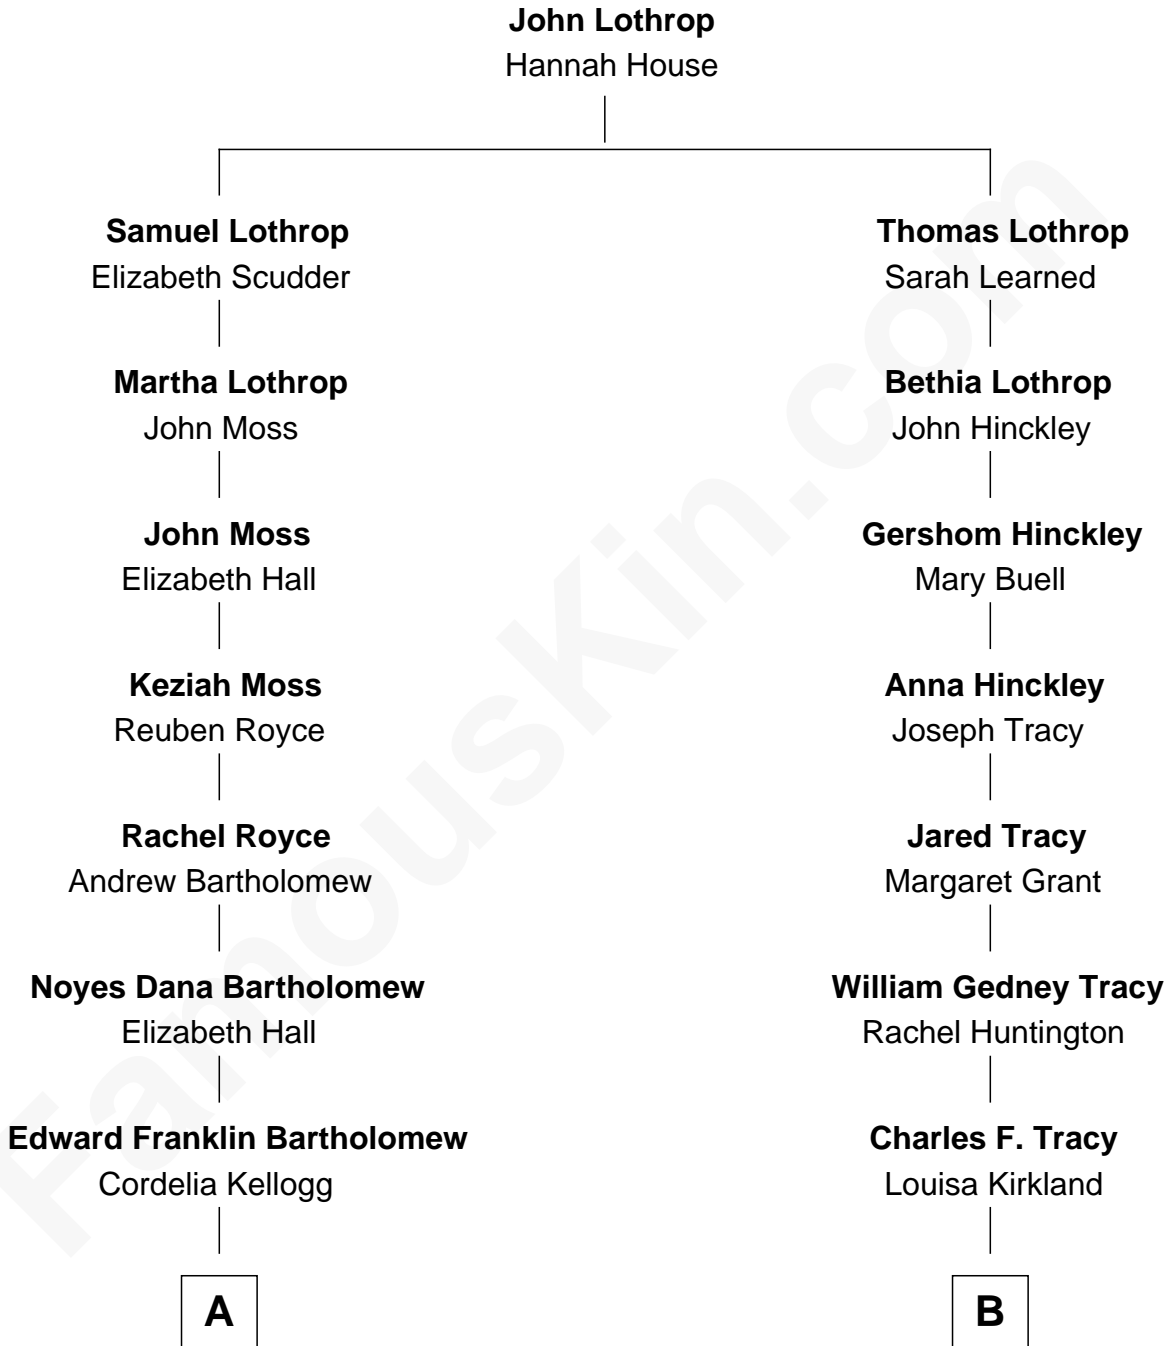 John Lothrop
Hannah House
Samuel Lothrop
Elizabeth Scudder
Thomas Lothrop
Sarah Learned
Martha Lothrop
John Moss
Bethia Lothrop
John Hinckley
John Moss
Elizabeth Hall
Gershom Hinckley
Mary Buell
Keziah Moss
Reuben Royce
Anna Hinckley
Joseph Tracy
Rachel Royce
Andrew Bartholomew
Jared Tracy
Margaret Grant
Noyes Dana Bartholomew
Elizabeth Hall
William Gedney Tracy
Rachel Huntington
Edward Franklin Bartholomew
Cordelia Kellogg
Charles F. Tracy
Louisa Kirkland
A
B
FamousKin.com